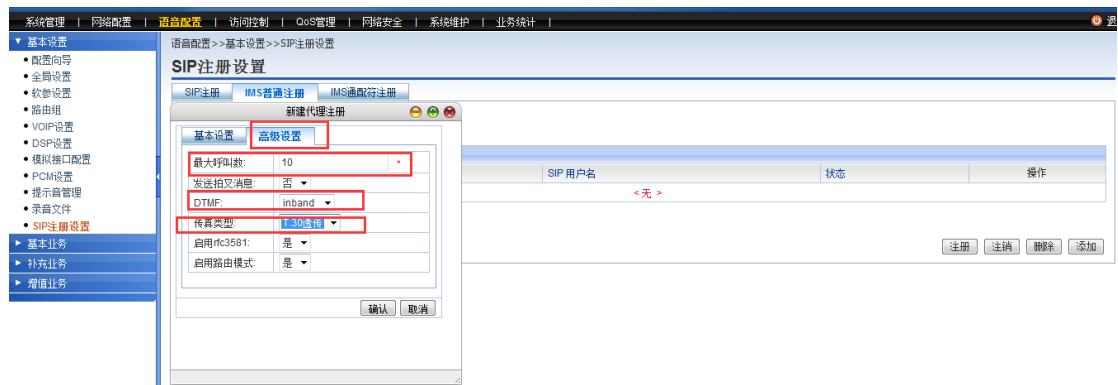 系统管理 | 网络配置 | 语音配置 | 访问控制 | QoS管理 | 网络安全 | 系统维护 | 业务统计 |
基本设置
配置向导
全局设置
软参设置
路由组
VOIP设置
DSP设置
模拟接口配置
PCM设置
提示音管理
录音文件
SIP注册设置
基本业务
补充业务
增值业务
语音配置>>基本设置>>SIP注册设置
SIP注册设置
SIP注册 IMS普通注册 IMS通配符注册
新建代理注册
基本设置 高级设置
最大呼叫数: 10 *
发送拍叉消息: 否
DTMF: inband
传真类型: T.30透传
启用rfc3581: 是
启用路由模式: 是
确认 取消
SIP 用户名 状态 操作
< 无 >
注册 注销 删除 添加